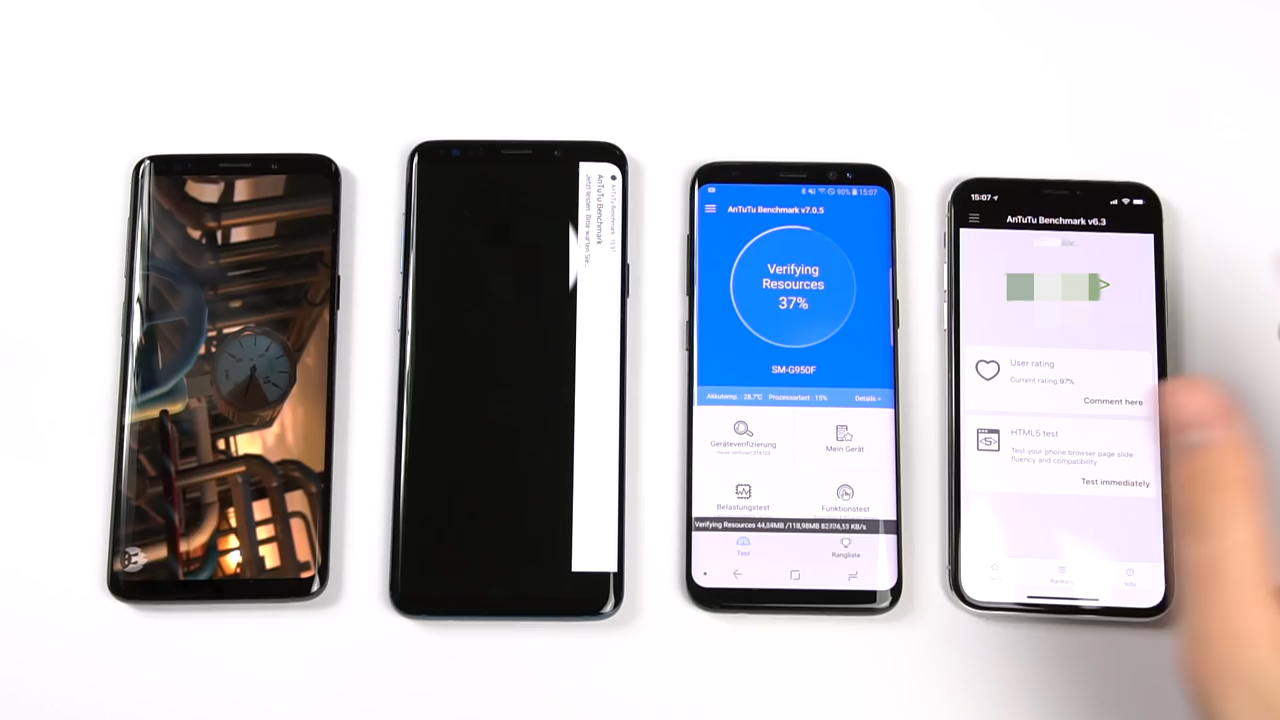 AnTuTu Benchmark
Jetzt testen. Bitte warten Sie...
90% 15:07
AnTuTu Benchmark v7.0.5
Verifying
Resources
37%
SM-G950F
Akkutemp. : 28,7°C Prozessorlast : 15% Details »
Geräteverifizierung
Mein Gerät
Belastungstest
Funktionstest
Verifying Resources 44,59MB /118,98MB
Test
Rangliste
15:07
AnTuTu Benchmark v6.3
User rating
Current rating:97%
Comment here
HTML5 test
Test your phone browser page slide
fluency and compatibility
Test immediately